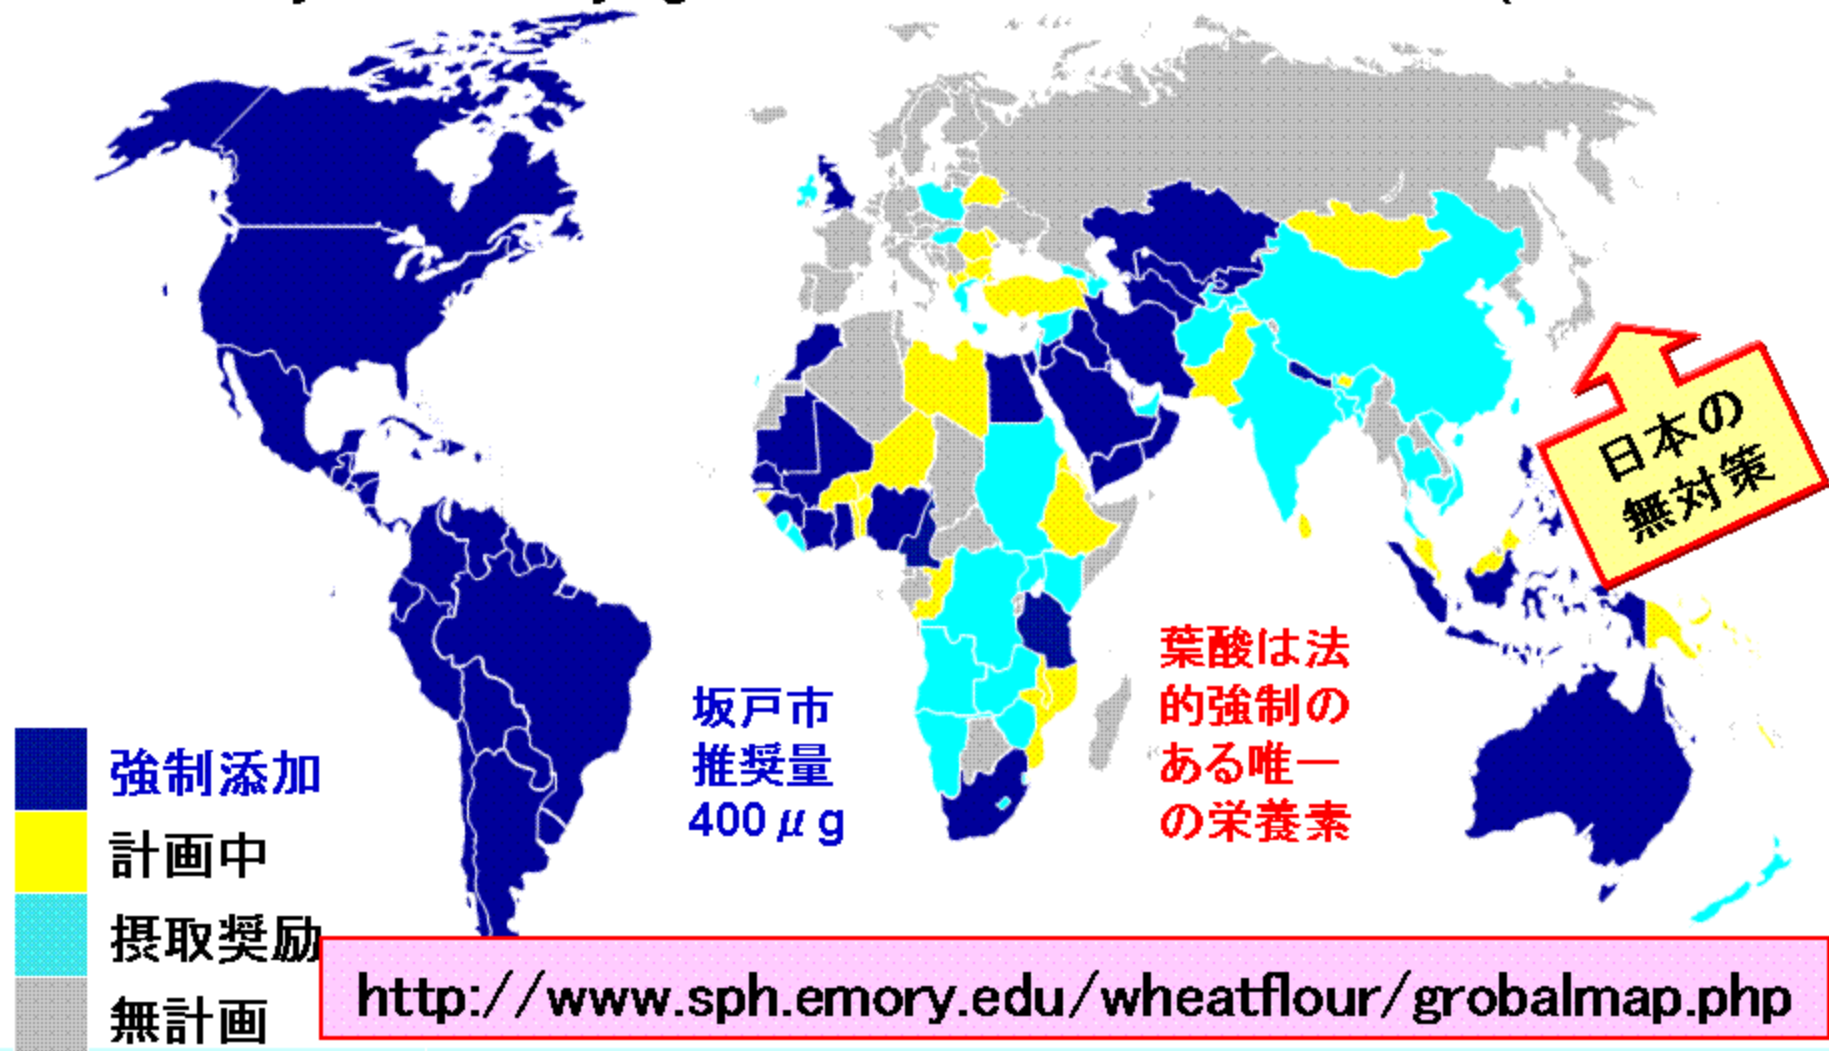 日本の
無対策
葉酸は法
的強制の
ある唯一
の栄養素
坂戸市
推奨量
400μg
強制添加
計画中
摂取奨励
無計画
http://www.sph.emory.edu/wheatflour/grobalmap.php